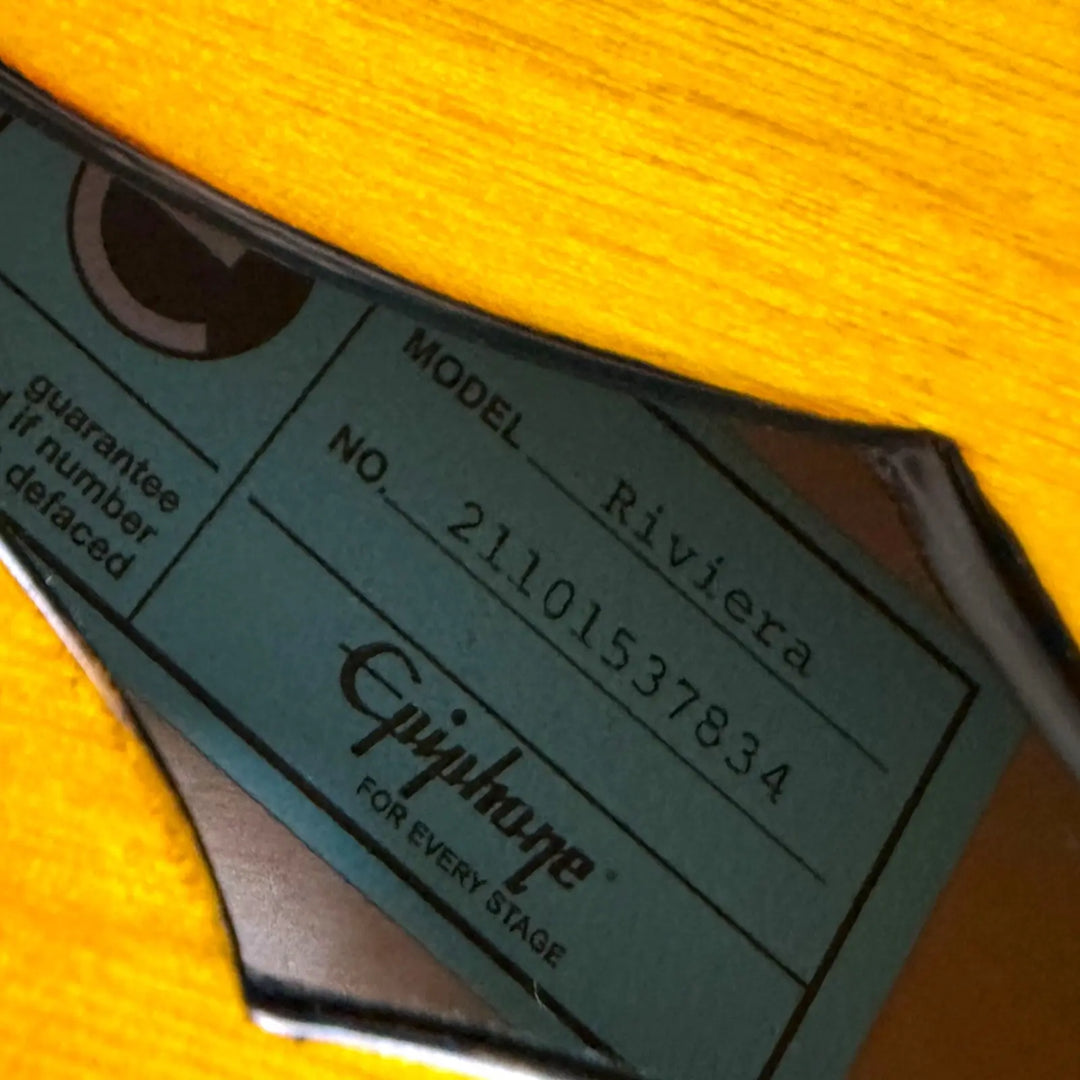 guarantee
if number
defaced
MODEL Riviera
NO. 21101537834
Epiphone
FOR EVERY STAGE